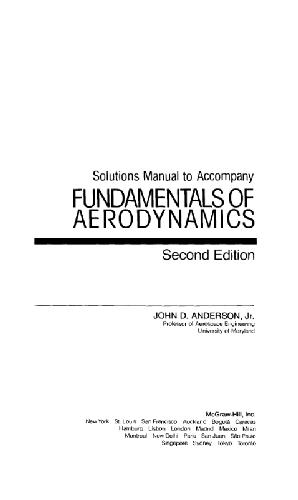 Solutions Manual to Accompany
FUNDAMENTALS OF
AERODYNAMICS
Second Edition
JOHN D. ANDERSON, Jr.
Professor of Aerospace Engineering
University of Maryland
McGraw-Hill, Inc.
New York St. Louis San Francisco Auckland Bogotá Caracas
Hamburg Lisbon London Madrid Mexico Milan
Montreal New Delhi Paris San Juan São Paulo
Singapore Sydney Tokyo Toronto